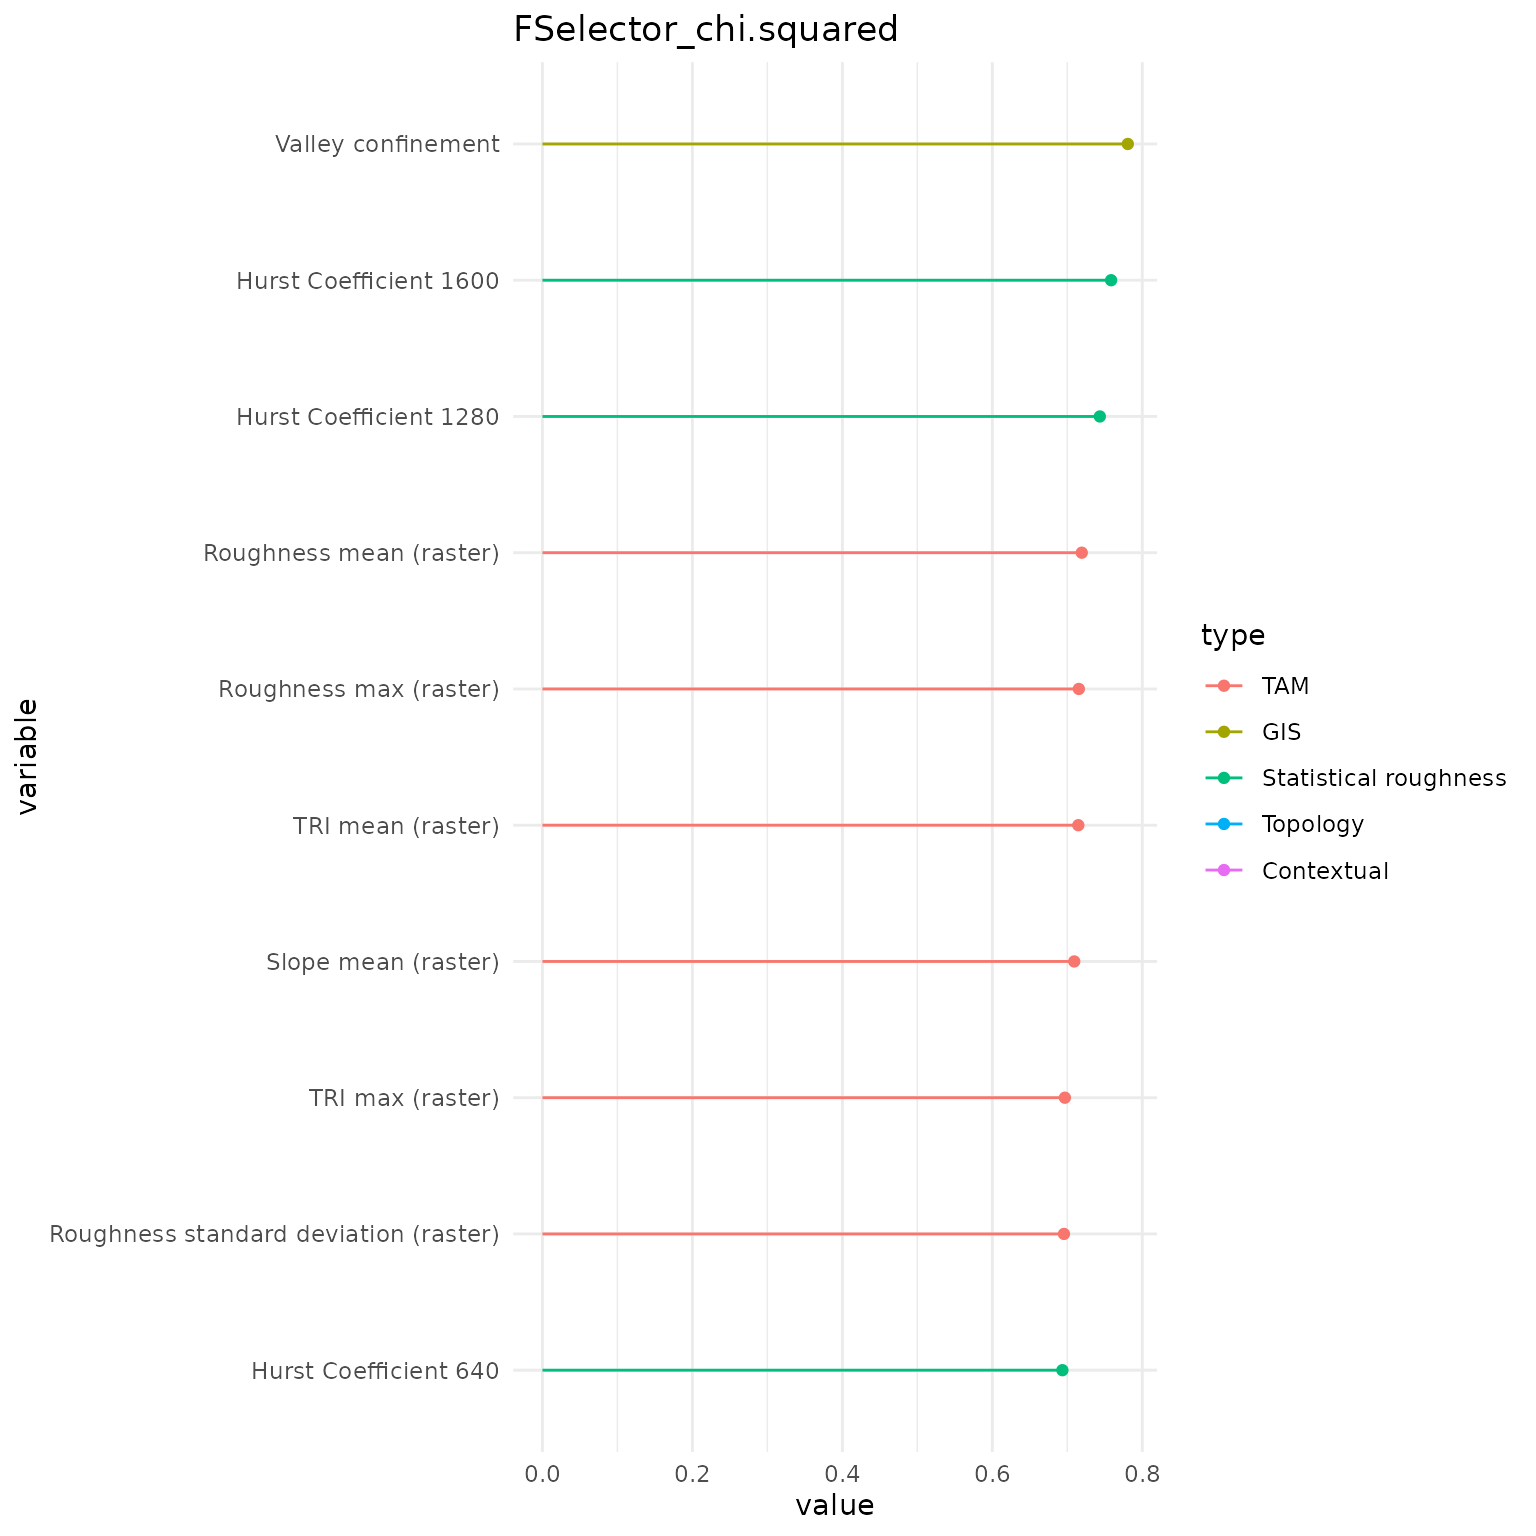 FSelector_chi.squared
variable
Valley confinement
Hurst Coefficient 1600
Hurst Coefficient 1280
Roughness mean (raster)
Roughness max (raster)
TRI mean (raster)
Slope mean (raster)
TRI max (raster)
Roughness standard deviation (raster)
Hurst Coefficient 640
0.0 0.2 0.4 0.6 0.8
value
type
TAM
GIS
Statistical roughness
Topology
Contextual